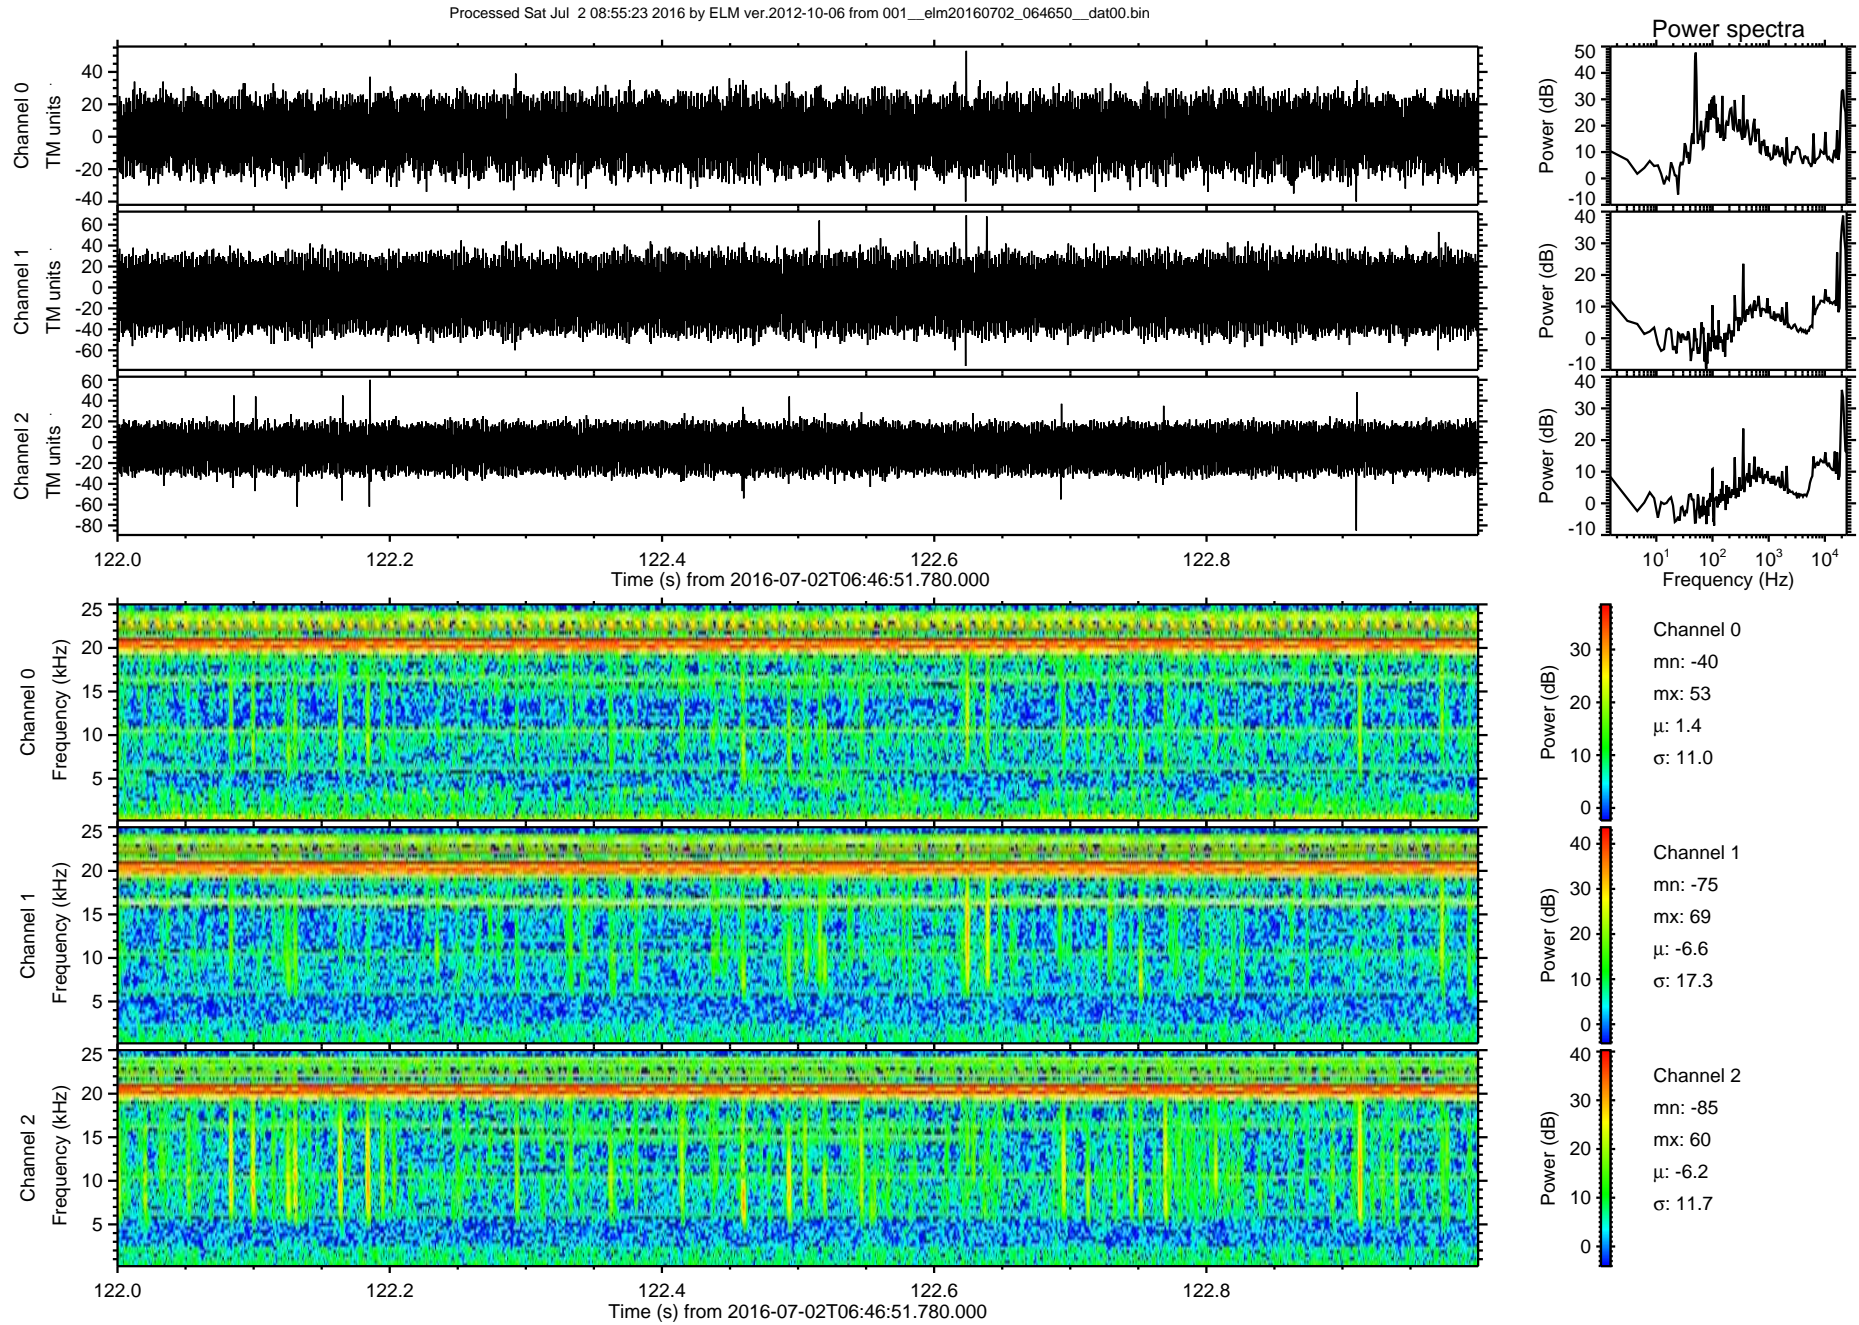 Processed Sat Jul  2 08:55:23 2016 by ELM ver.2012-10-06 from 001__elm20160702_064650__dat00.bin
Power spectra
Channel 0
TM units
40
20
0
-20
-40
Power (dB)
50
40
30
20
10
0
-10
Channel 1
TM units
60
40
20
0
-20
-40
-60
Power (dB)
40
30
20
10
0
-10
Channel 2
TM units
60
40
20
0
-20
-40
-60
-80
Power (dB)
40
30
20
10
0
-10
122.0 122.2 122.4 122.6 122.8
Time (s) from 2016-07-02T06:46:51.780.000
10¹ 10² 10³ 10⁴
Frequency (Hz)
Channel 0
Frequency (kHz)
25
20
15
10
5
Power (dB)
30
20
10
0
Channel 0
mn: -40
mx: 53
μ: 1.4
σ: 11.0
Channel 1
Frequency (kHz)
25
20
15
10
5
Power (dB)
40
30
20
10
0
Channel 1
mn: -75
mx: 69
μ: -6.6
σ: 17.3
Channel 2
Frequency (kHz)
25
20
15
10
5
Power (dB)
40
30
20
10
0
Channel 2
mn: -85
mx: 60
μ: -6.2
σ: 11.7
122.0 122.2 122.4 122.6 122.8
Time (s) from 2016-07-02T06:46:51.780.000